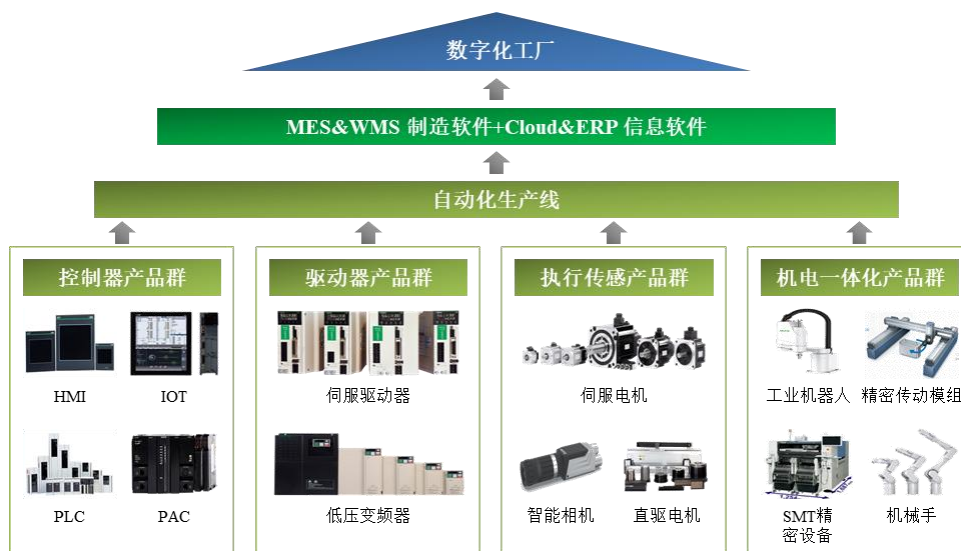 数字化工厂
MES&WMS 制造软件+Cloud&ERP 信息软件
自动化生产线
控制器产品群
驱动器产品群
执行传感产品群
机电一体化产品群
HMI
IOT
伺服驱动器
伺服电机
工业机器人
精密传动模组
PLC
PAC
低压变频器
智能相机
直驱电机
SMT精
密设备
机械手